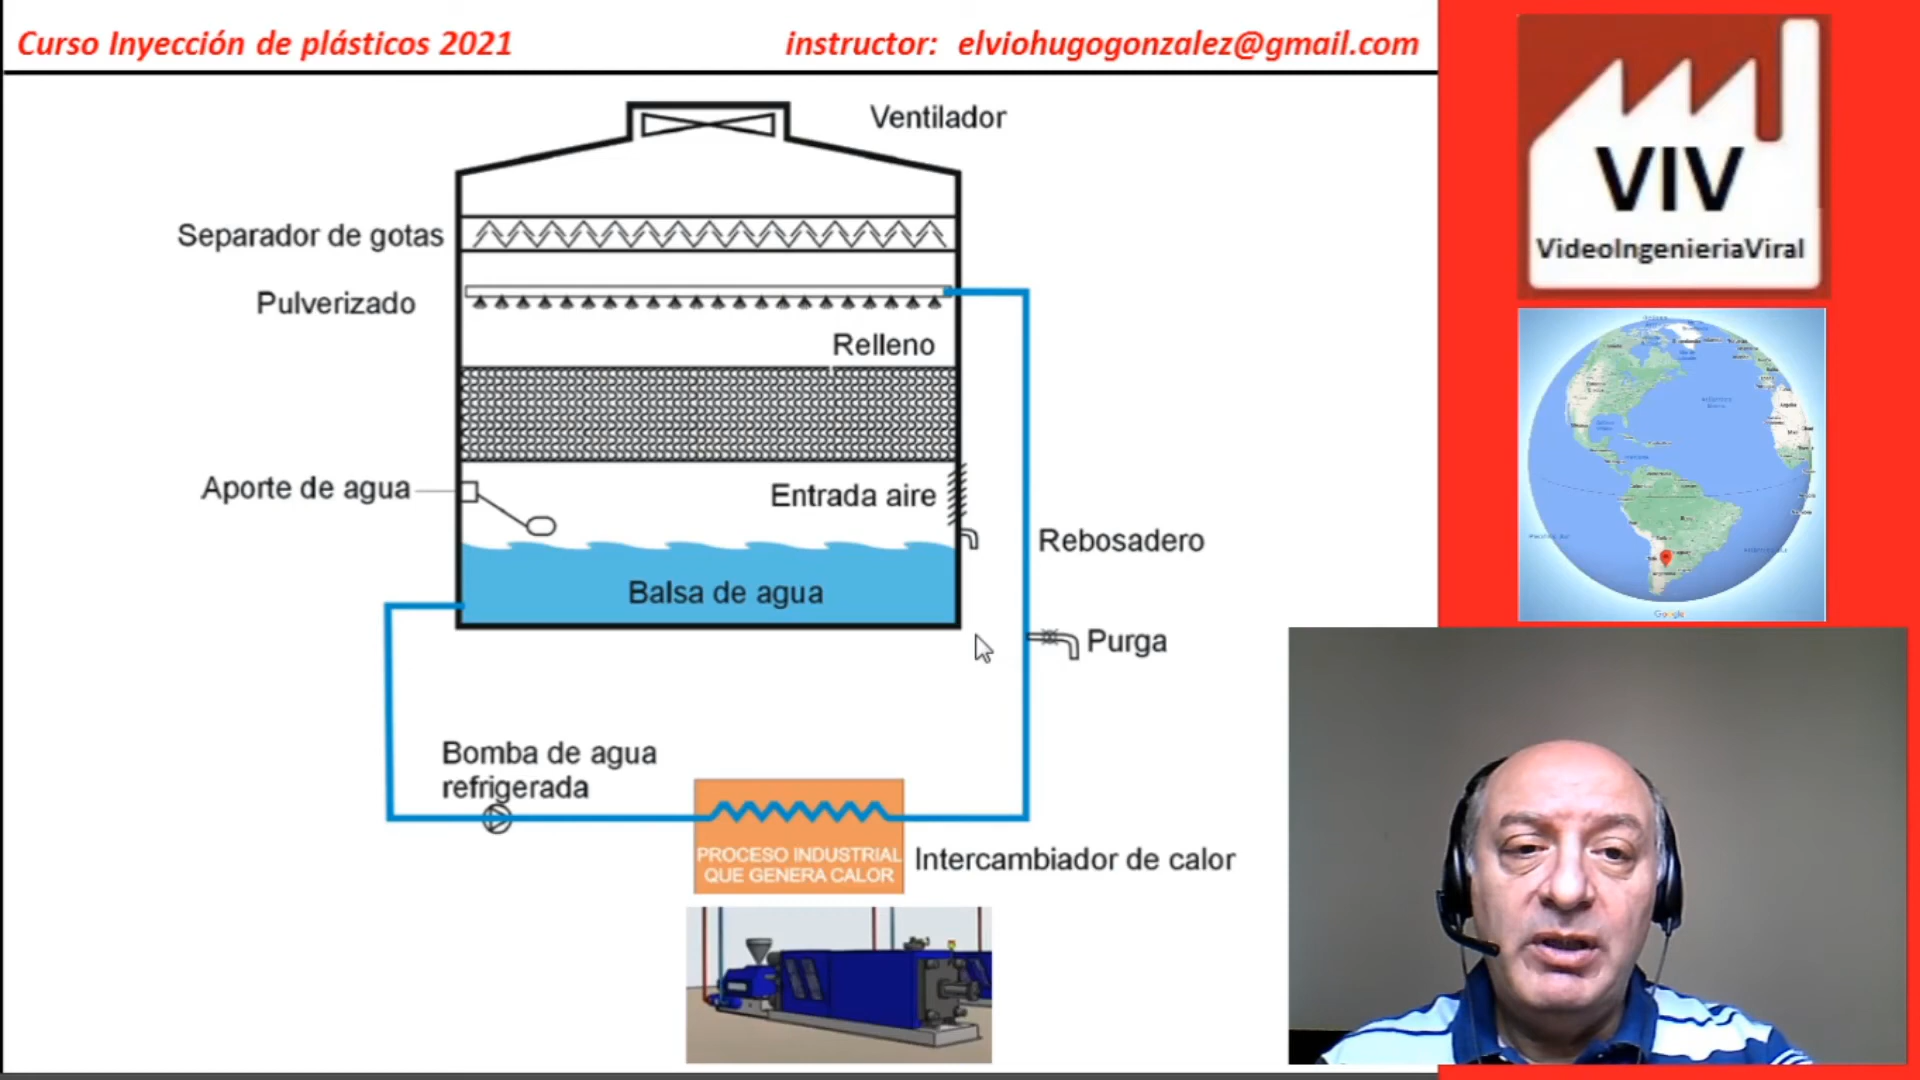 Curso Inyección de plásticos 2021
instructor: elviohugogonzalez@gmail.com
Ventilador
Separador de gotas
Pulverizado
Relleno
Aporte de agua
Entrada aire
Rebosadero
Balsa de agua
Purga
Bomba de agua
refrigerada
PROCESO INDUSTRIAL
QUE GENERA CALOR
Intercambiador de calor
VIV
VideoIngenieriaViral
Google